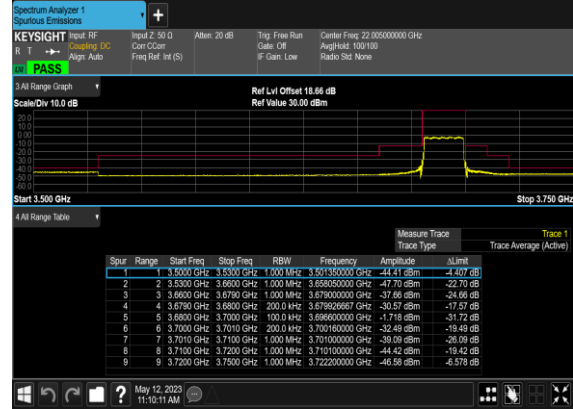 Spectrum Analyzer 1
Spurious Emissions
KEYSIGHT Input: RF Input Z: 50 Ω Atten: 20 dB Trig: Free Run Center Freq: 22.005000000 GHz
R T Coupling: DC Corr CCorr Gate: Off Avg|Hold: 100/100
Align: Auto Freq Ref: Int (S) IF Gain: Low Radio Std: None
PASS
3 All Range Graph Ref Lvl Offset 18.66 dB
Scale/Div 10.0 dB Ref Value 30.00 dBm
20.0
10.0
0.00
-10.0
-20.0
-30.0
-40.0
-50.0
-60.0
Start 3.500 GHz Stop 3.750 GHz
4 All Range Table
Measure Trace Trace 1
Trace Type Trace Average (Active)
Spur Range Start Freq Stop Freq RBW Frequency Amplitude ΔLimit
1 1 3.5000 GHz 3.5300 GHz 1.000 MHz 3.501350000 GHz -44.41 dBm -4.407 dB
2 2 3.5300 GHz 3.6600 GHz 1.000 MHz 3.658050000 GHz -47.70 dBm -22.70 dB
3 3 3.6600 GHz 3.6790 GHz 1.000 MHz 3.679000000 GHz -37.66 dBm -24.66 dB
4 4 3.6790 GHz 3.6800 GHz 200.0 kHz 3.679926667 GHz -30.57 dBm -17.57 dB
5 5 3.6800 GHz 3.7000 GHz 100.0 kHz 3.696600000 GHz -1.718 dBm -31.72 dB
6 6 3.7000 GHz 3.7010 GHz 200.0 kHz 3.700160000 GHz -32.49 dBm -19.49 dB
7 7 3.7010 GHz 3.7100 GHz 1.000 MHz 3.701000000 GHz -39.09 dBm -26.09 dB
8 8 3.7100 GHz 3.7200 GHz 1.000 MHz 3.710100000 GHz -44.42 dBm -19.42 dB
9 9 3.7200 GHz 3.7500 GHz 1.000 MHz 3.722200000 GHz -46.58 dBm -6.578 dB
May 12, 2023
11:10:11 AM